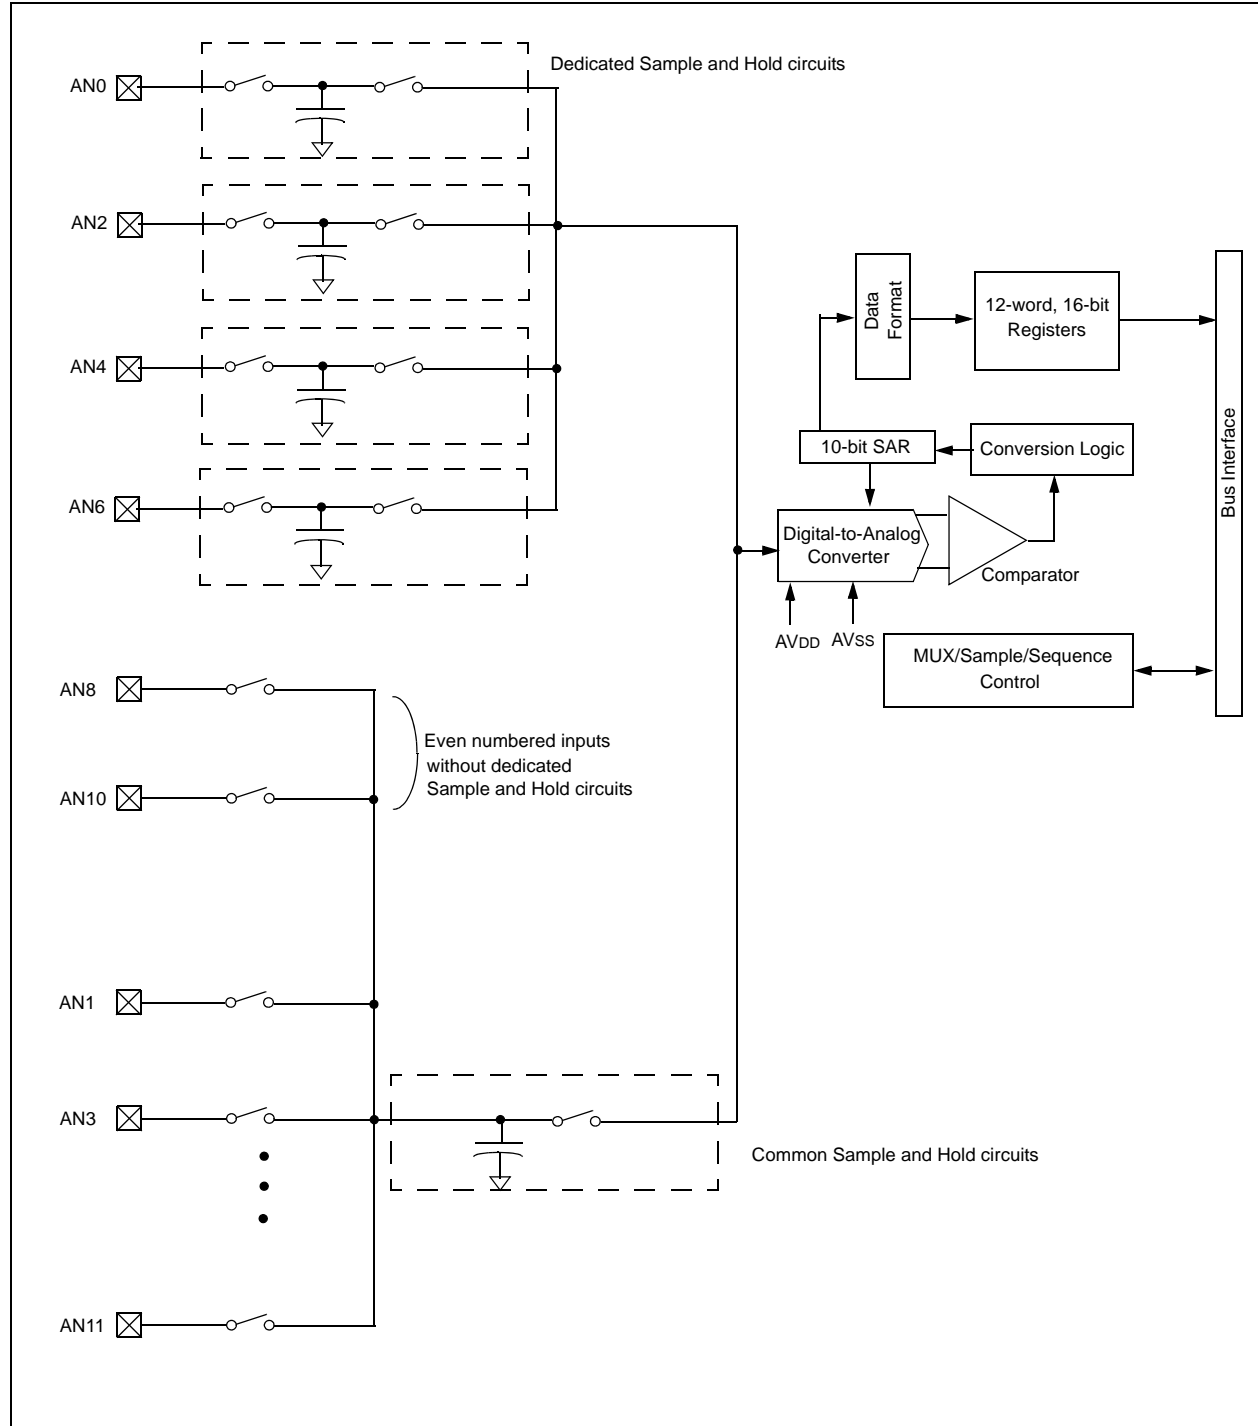 AN0
Dedicated Sample and Hold circuits
AN2
AN4
AN6
Data
Format
12-word, 16-bit
Registers
Bus Interface
10-bit SAR
Conversion Logic
Digital-to-Analog
Converter
Comparator
AVDD
AVSS
MUX/Sample/Sequence
Control
AN8
Even numbered inputs
without dedicated
Sample and Hold circuits
AN10
AN1
AN3
Common Sample and Hold circuits
AN11